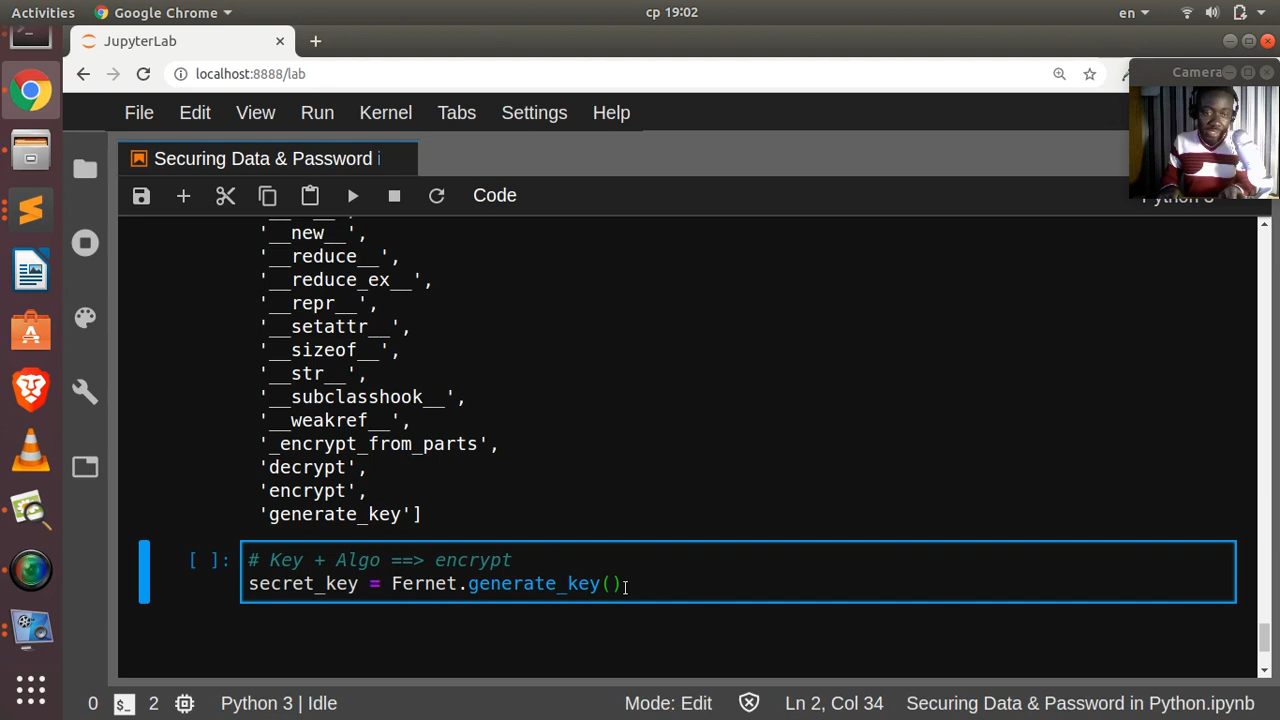 Activities Google Chrome ср 19:02 en
JupyterLab
localhost:8888/lab
Camera
File Edit View Run Kernel Tabs Settings Help
Securing Data & Password i
Code
'__new__',
'__reduce__',
'__reduce_ex__',
'__repr__',
'__setattr__',
'__sizeof__',
'__str__',
'__subclasshook__',
'__weakref__',
'_encrypt_from_parts',
'decrypt',
'encrypt',
'generate_key']
[ ]: # Key + Algo ==> encrypt
secret_key = Fernet.generate_key()
0 $_ 2 Python 3 | Idle Mode: Edit Ln 2, Col 34 Securing Data & Password in Python.ipynb